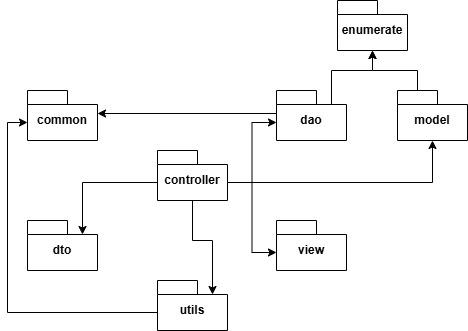 enumerate
common
dao
model
controller
dto
view
utils